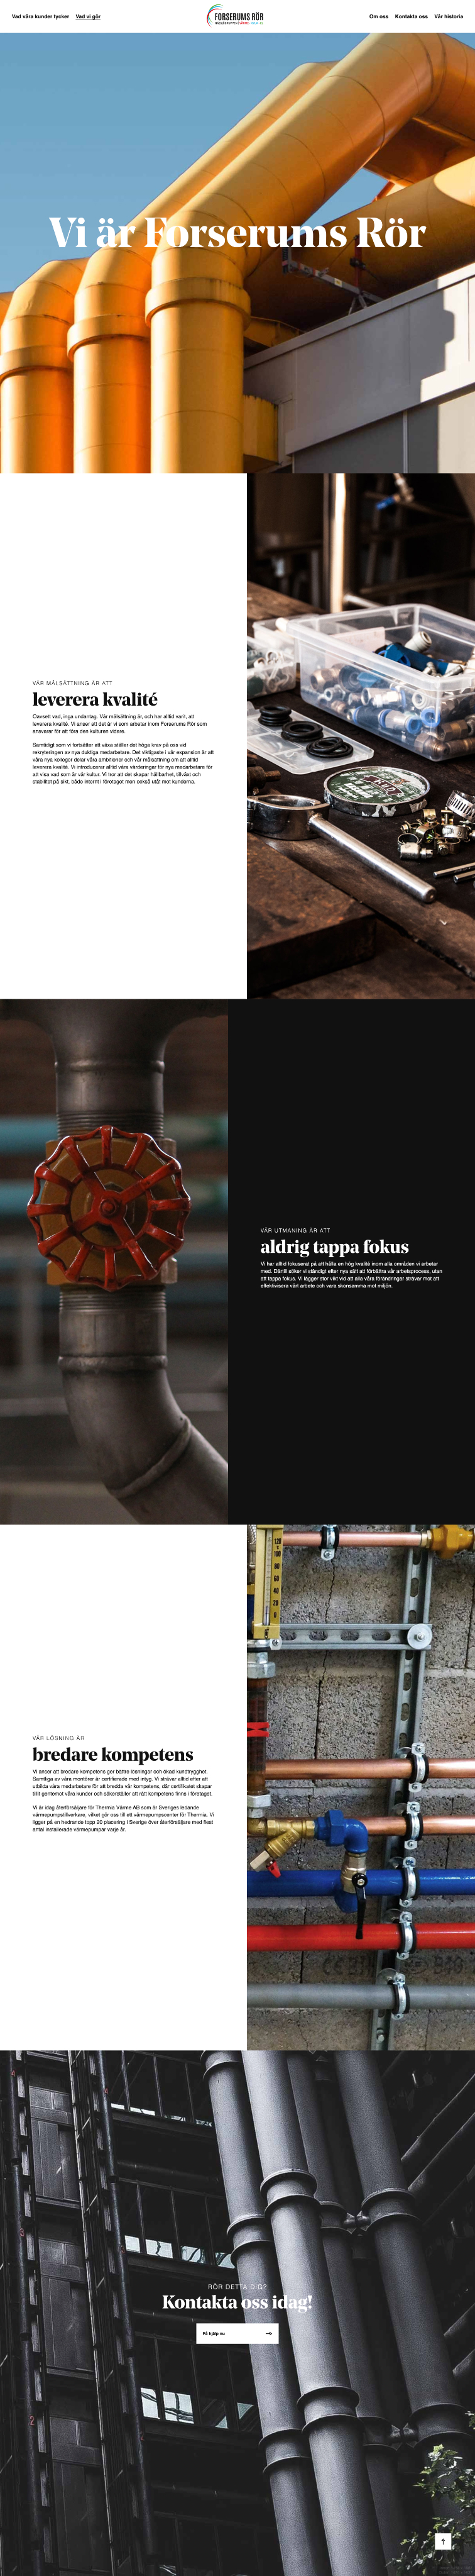 Vad våra kunder tycker Vad vi gör
FORSERUMS RÖR
Om oss Kontakta oss Vår historia
Vi är Forserums Rör
VÅR MÅLSÄTTNING ÄR ATT
leverera kvalité
Oavsett vad, inga undantag. Vår målsättning är, och har alltid varit, att
leverera kvalité. Vi anser att det är vi som arbetar inom Forserums Rör som
ansvarar för att föra den kulturen vidare.
Samtidigt som vi fortsätter att växa ställer det höga krav på oss vid
rekryteringen av nya duktiga medarbetare. Det viktigaste i vår expansion är att
våra nya kolegor delar våra ambitioner och vår målsättning om att alltid
leverera kvalité. Vi introducerar alltid våra värderingar för nya medarbetare för
att visa vad som är vår kultur. Vi tror att det skapar hållbarhet, tillväxt och
stabilitet på sikt, både internt i företaget men också utåt mot kunderna.
VÅR UTMANING ÄR ATT
aldrig tappa fokus
Vi har alltid fokuserat på att hålla en hög kvalité inom alla områden vi arbetar
med. Därtill söker vi ständigt efter nya sätt att förbättra vår arbetsprocess, utan
att tappa fokus. Vi lägger stor vikt vid att alla våra förändringar strävar mot att
effektivisera vårt arbete och vara skonsamma mot miljön.
120
100
80
60
40
20
0
VÅR LÖSNING ÄR
bredare kompetens
Vi anser att bredare kompetens ger bättre lösningar och ökad kundtrygghet.
Samtliga av våra montörer är certifierade med intyg. Vi strävar alltid efter att
utbilda våra medarbetare för att bredda vår kompetens, där certifikatet skapar
tillit gentemot våra kunder och säkerställer att rätt kompetens finns i företaget.
Vi är idag återförsäljare för Thermia Värme AB som är Sveriges ledande
värmepumpstillverkare, vilket gör oss till ett värmepumpscenter för Thermia. Vi
ligger på en hedrande topp 20 placering i Sverige över återförsäljare med flest
antal installerade värmepumpar varje år.
RÖR DETTA DIG?
Kontakta oss idag!
Få hjälp nu